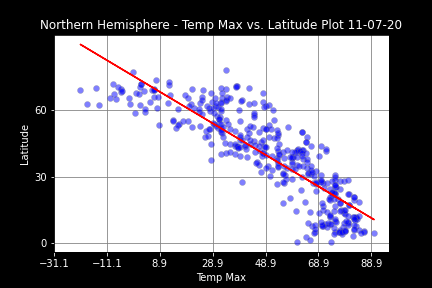 Northern Hemisphere - Temp Max vs. Latitude Plot 11-07-20
Latitude
60
30
0
−31.1 −11.1 8.9 28.9 48.9 68.9 88.9
Temp Max